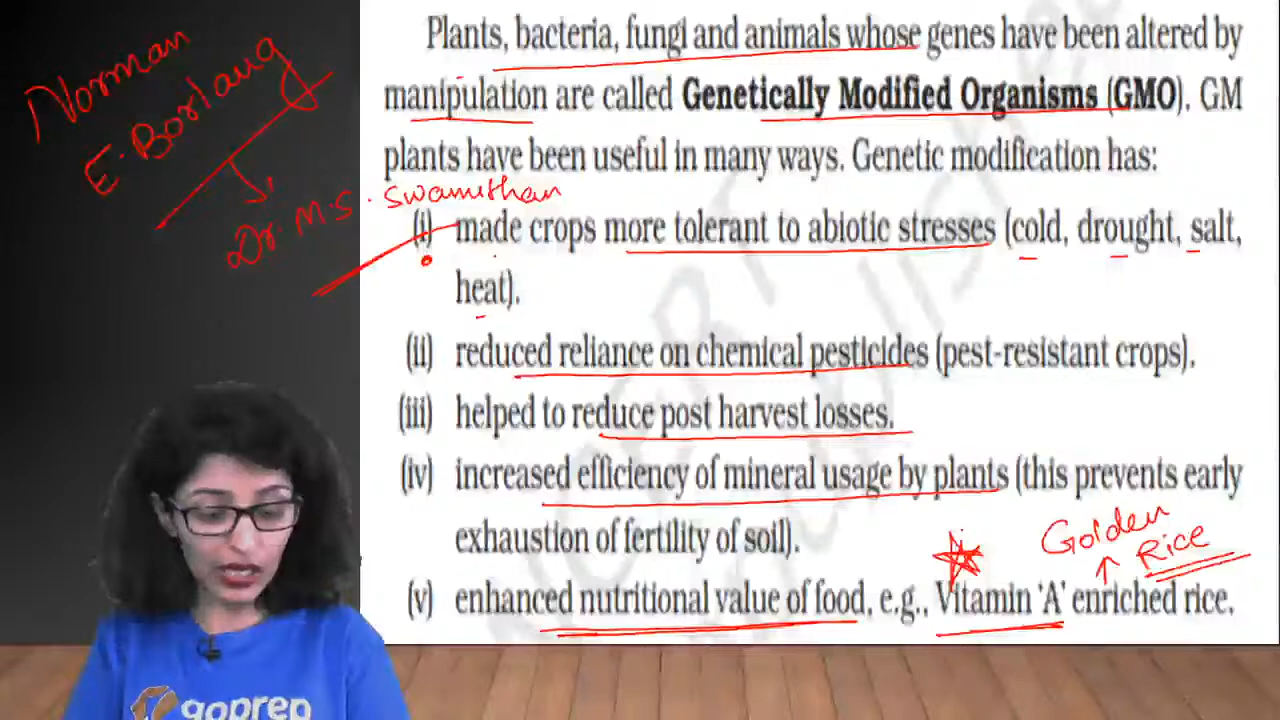 Norman
E. Borlaug
Dr. M.S. Swamithan
Plants, bacteria, fungi and animals whose genes have been altered by
manipulation are called Genetically Modified Organisms (GMO). GM
plants have been useful in many ways. Genetic modification has:
(i) made crops more tolerant to abiotic stresses (cold, drought, salt,
heat).
(ii) reduced reliance on chemical pesticides (pest-resistant crops).
(iii) helped to reduce post harvest losses.
(iv) increased efficiency of mineral usage by plants (this prevents early
exhaustion of fertility of soil).
Golden
Rice
(v) enhanced nutritional value of food, e.g., Vitamin 'A' enriched rice.
goprep